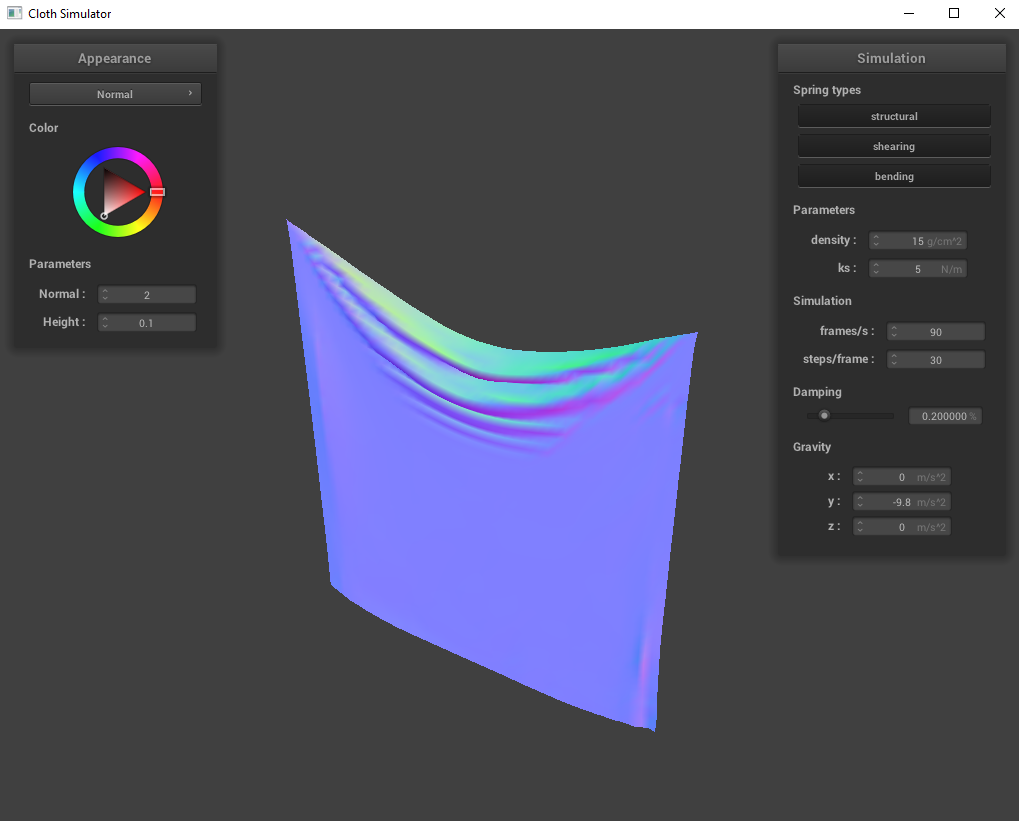 Cloth Simulator
Appearance
Normal
Color
Parameters
Normal : 2
Height : 0.1
Simulation
Spring types
structural
shearing
bending
Parameters
density : 15 g/cm^2
ks : 5 N/m
Simulation
frames/s : 90
steps/frame : 30
Damping
0.200000 %
Gravity
x : 0 m/s^2
y : -9.8 m/s^2
z : 0 m/s^2